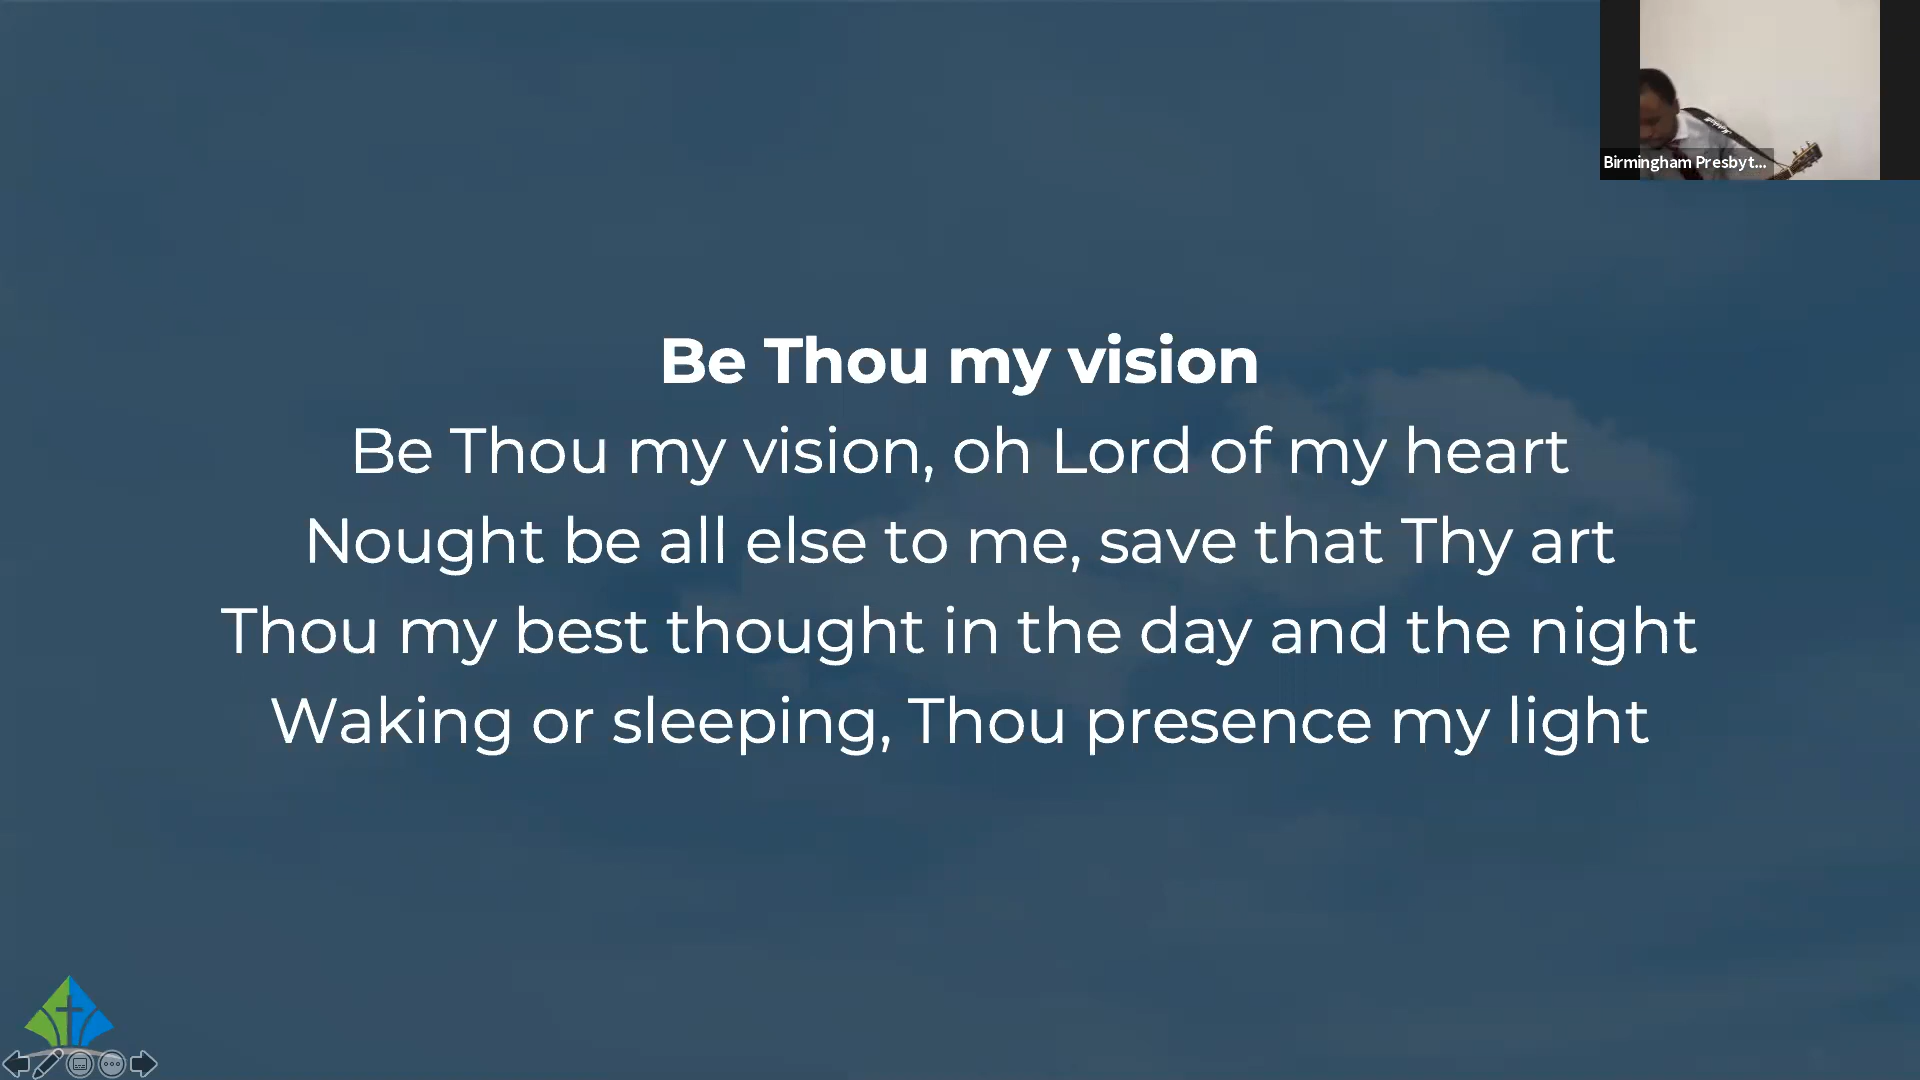 Birmingham Presbyt...
Be Thou my vision
Be Thou my vision, oh Lord of my heart
Nought be all else to me, save that Thy art
Thou my best thought in the day and the night
Waking or sleeping, Thou presence my light